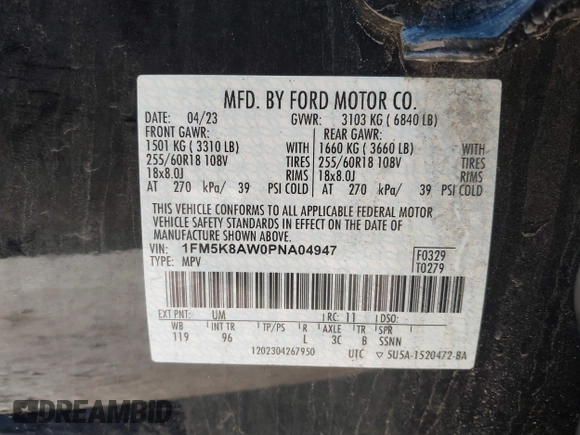 MFD. BY FORD MOTOR CO.
DATE: 04/23 GVWR: 3103 KG ( 6840 LB)
FRONT GAWR: REAR GAWR:
1501 KG ( 3310 LB) WITH 1660 KG ( 3660 LB) WITH
255/60R18 108V TIRES 255/60R18 108V TIRES
18x8.0J RIMS 18x8.0J RIMS
AT 270 kPa/ 39 PSI COLD AT 270 kPa/ 39 PSI COLD
THIS VEHICLE CONFORMS TO ALL APPLICABLE FEDERAL MOTOR
VEHICLE SAFETY STANDARDS IN EFFECT ON THE DATE OF
MANUFACTURE SHOWN ABOVE.
VIN: 1FM5K8AW0PNA04947 F0329
TYPE: MPV T0279
EXT PNT: UM RC: 11 DSO:
WB INT TR TP/PS R AXLE TR SPR
119 96 L 3C B SSNN
1202304267950 UTC ▽ 5U5A-1520472-BA
DREAMBID